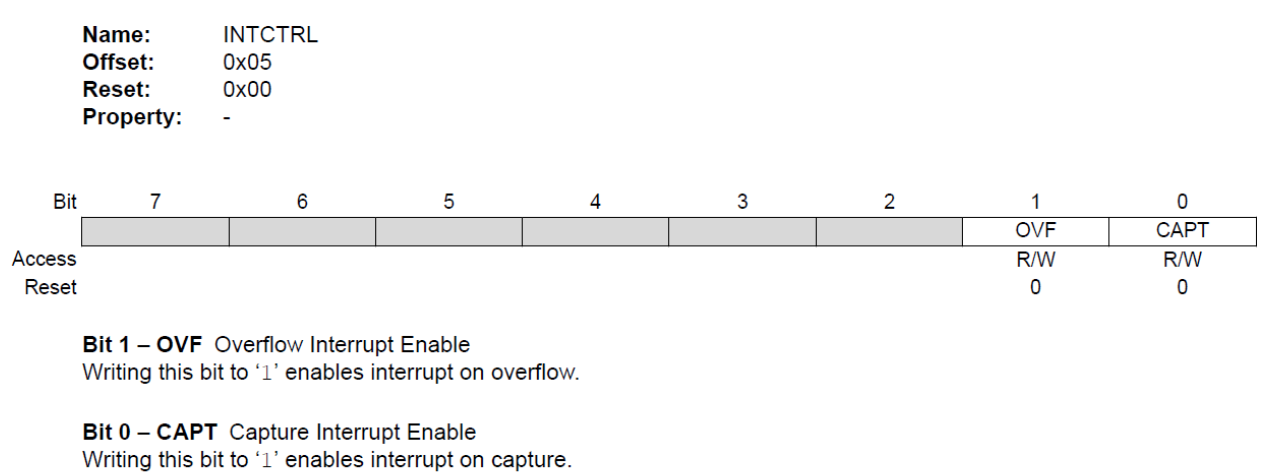 Name: INTCTRL
Offset: 0x05
Reset: 0x00
Property: -
Bit 7 6 5 4 3 2 1 0
OVF CAPT
Access R/W R/W
Reset 0 0
Bit 1 – OVF Overflow Interrupt Enable
Writing this bit to ‘1’ enables interrupt on overflow.
Bit 0 – CAPT Capture Interrupt Enable
Writing this bit to ‘1’ enables interrupt on capture.